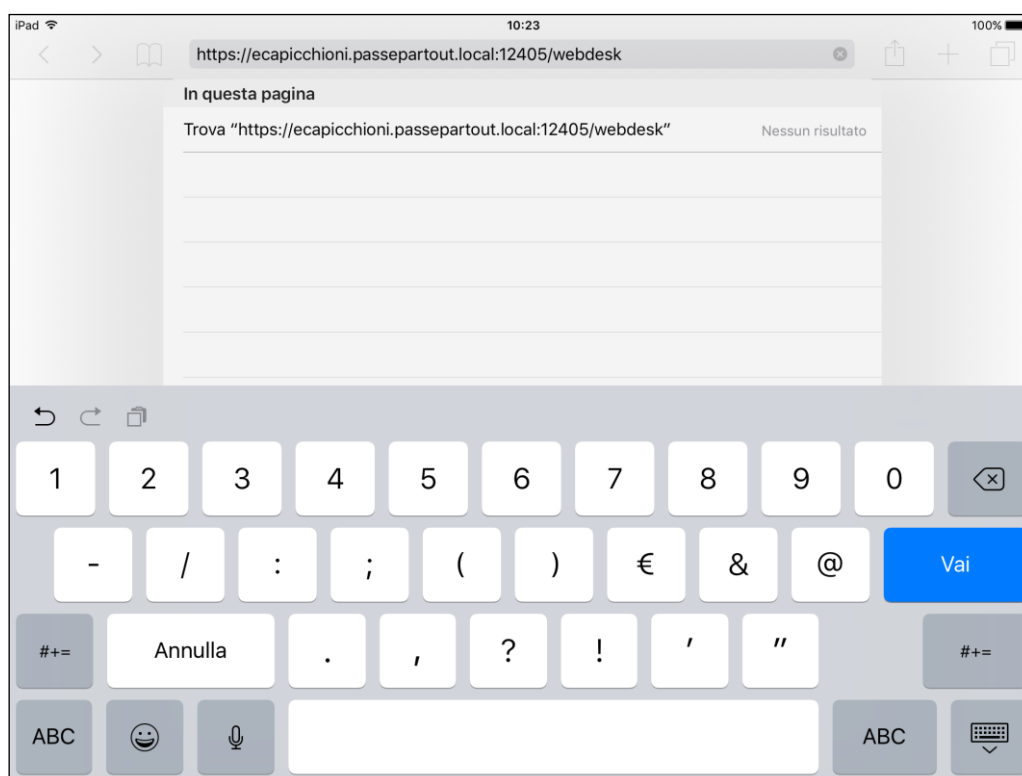 iPad 10:23 100%
https://ecapicchioni.passepartout.local:12405/webdesk
In questa pagina
Trova “https://ecapicchioni.passepartout.local:12405/webdesk” Nessun risultato
1 2 3 4 5 6 7 8 9 0
- / : ; ( ) € & @ Vai
#+= Annulla . , ? ! ' " #+=
ABC ABC